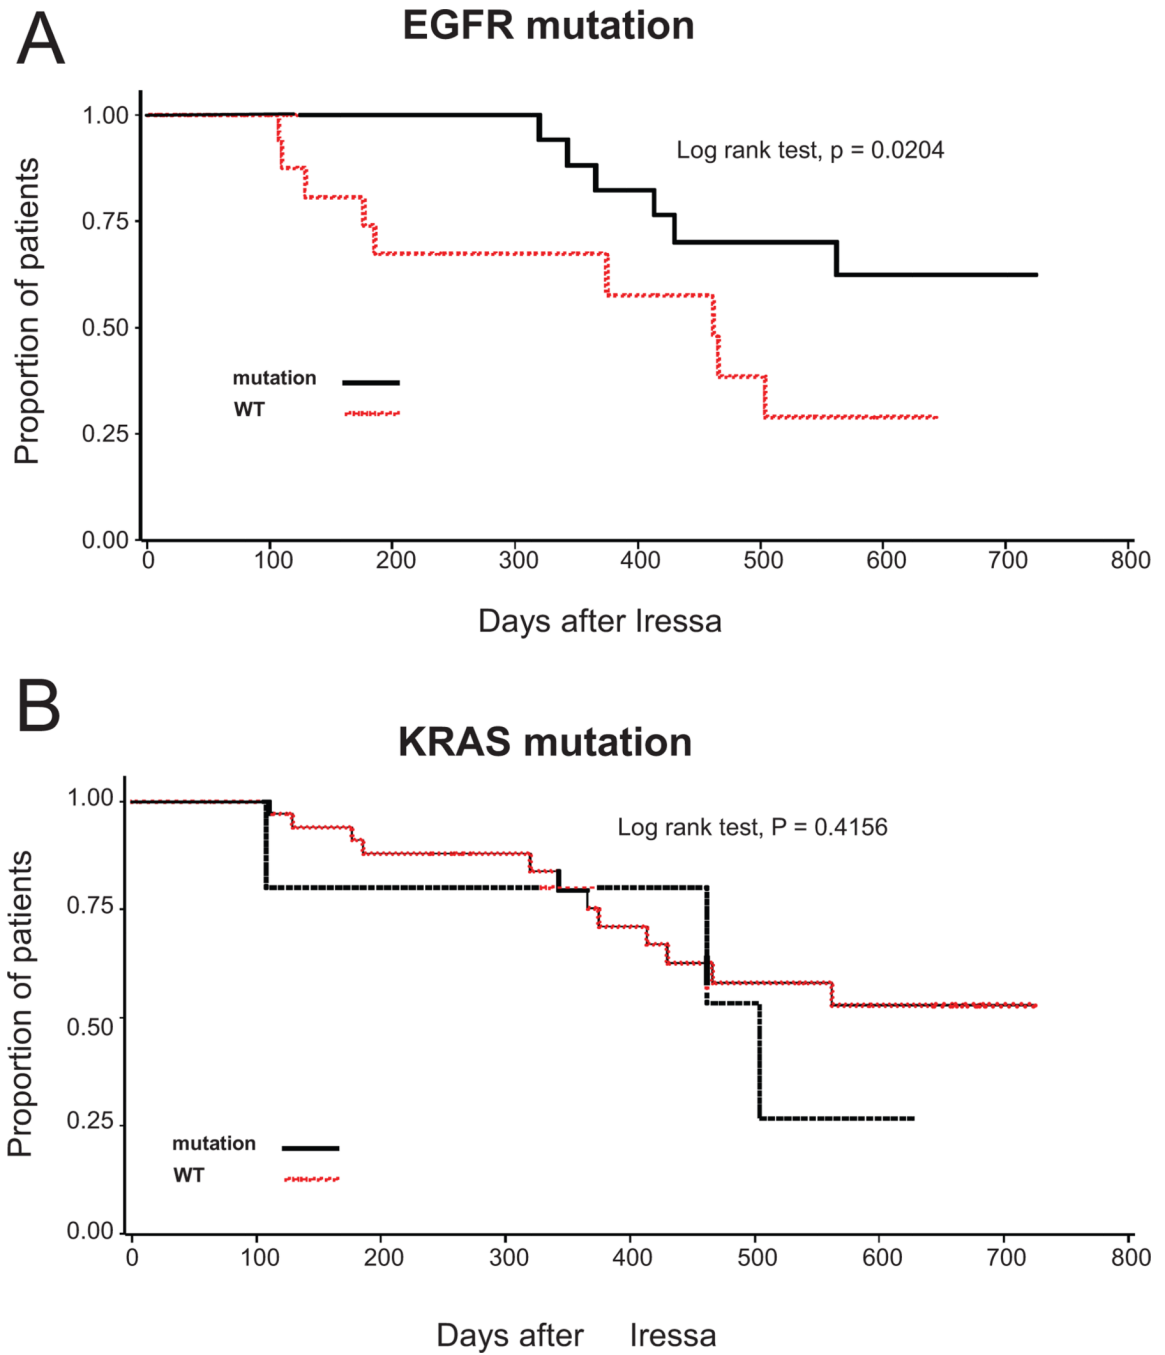 A
EGFR mutation
Proportion of patients
1.00
0.75
0.50
0.25
0.00
Log rank test, p = 0.0204
mutation
WT
0 100 200 300 400 500 600 700 800
Days after Iressa
B
KRAS mutation
Proportion of patients
1.00
0.75
0.50
0.25
0.00
Log rank test, P = 0.4156
mutation
WT
0 100 200 300 400 500 600 700 800
Days after Iressa